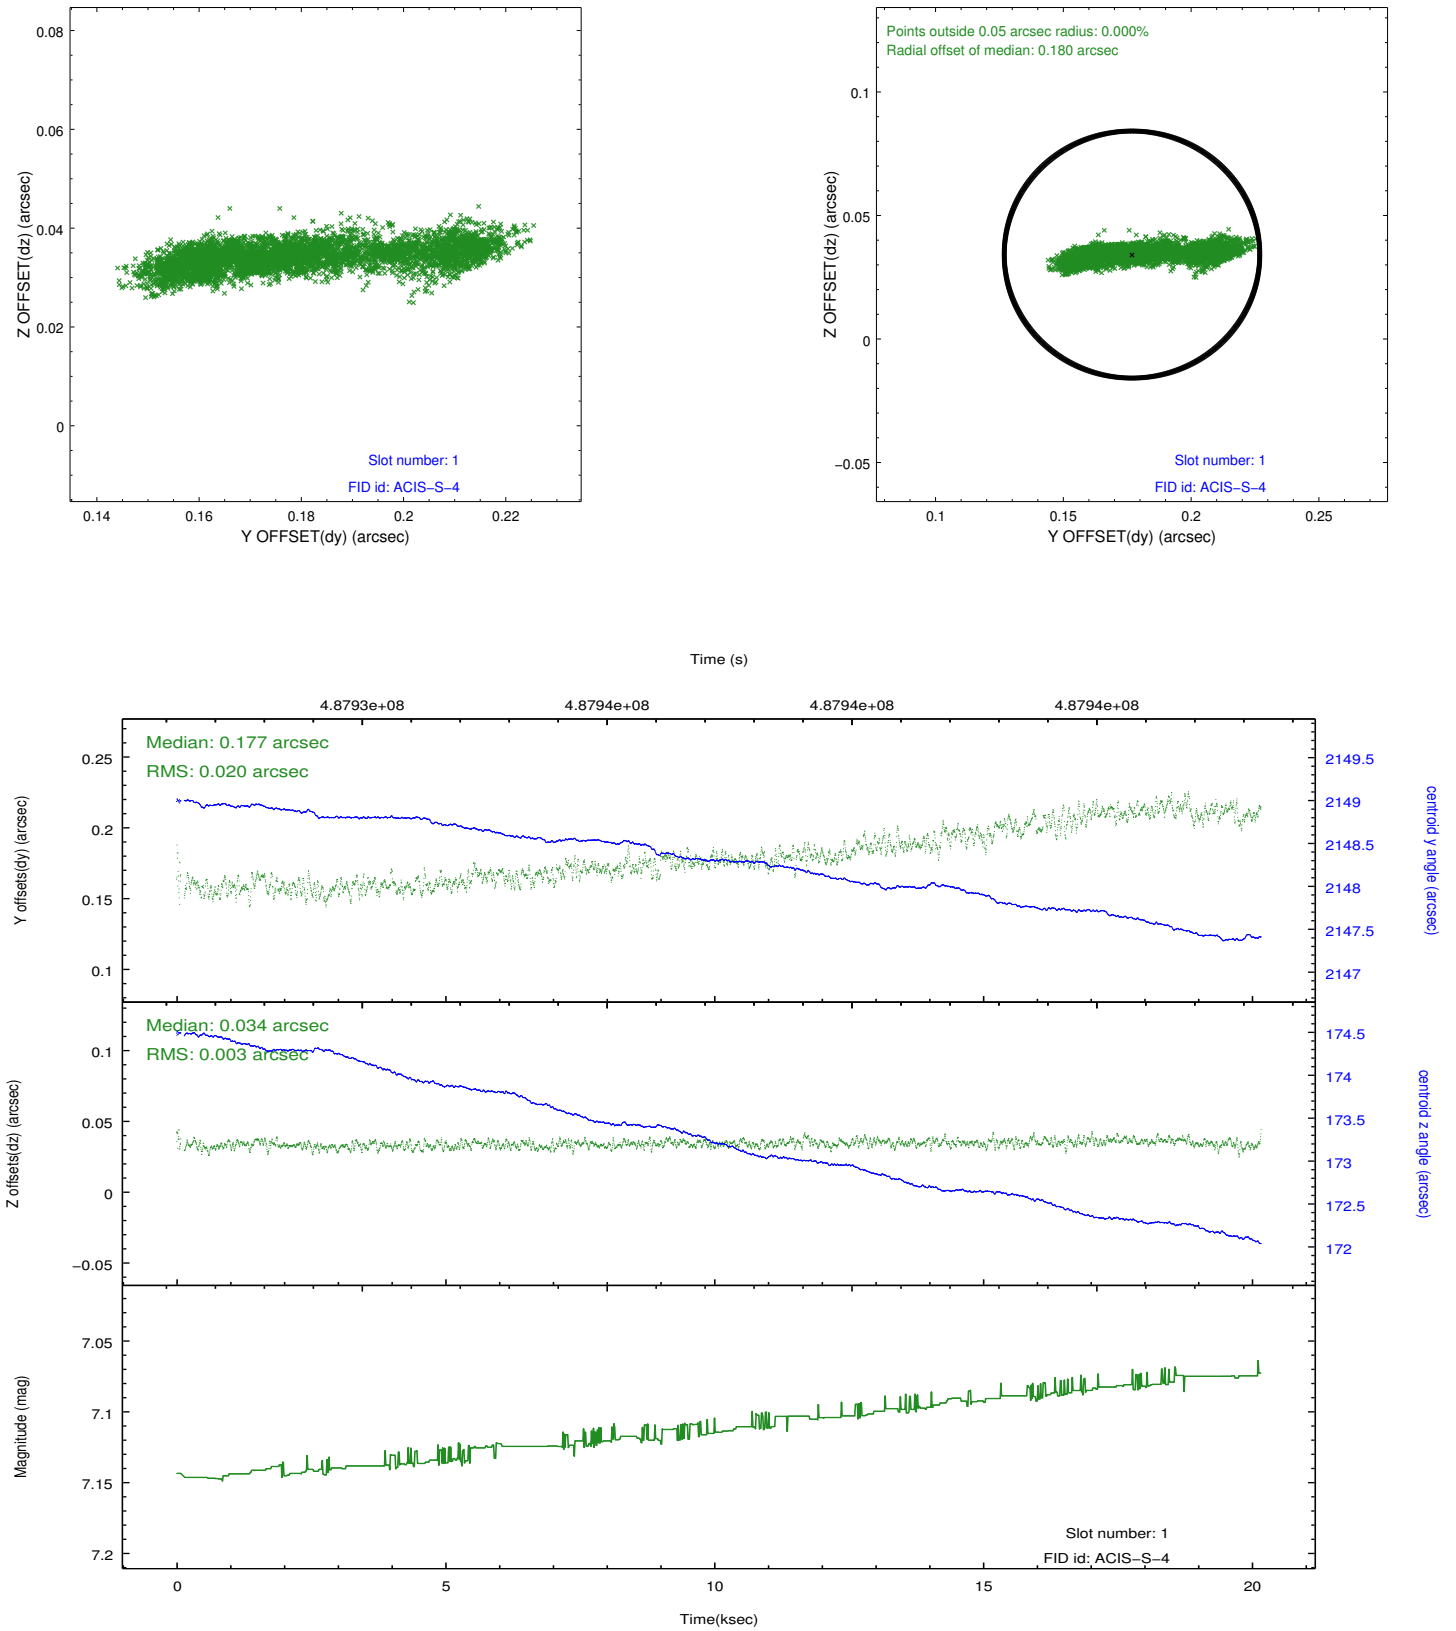 0.08
0.06
0.04
0.02
0
Z OFFSET(dz) (arcsec)
Slot number: 1
FID id: ACIS−S−4
0.14 0.16 0.18 0.2 0.22
Y OFFSET(dy) (arcsec)
Points outside 0.05 arcsec radius: 0.000%
Radial offset of median: 0.180 arcsec
0.1
0.05
0
−0.05
Z OFFSET(dz) (arcsec)
Slot number: 1
FID id: ACIS−S−4
0.1 0.15 0.2 0.25
Y OFFSET(dy) (arcsec)
Time (s)
4.8793e+08 4.8794e+08 4.8794e+08 4.8794e+08
Median: 0.177 arcsec
RMS: 0.020 arcsec
0.25
0.2
0.15
0.1
Y offsets(dy) (arcsec)
2149.5
2149
2148.5
2148
2147.5
2147
centroid y angle (arcsec)
Median: 0.034 arcsec
RMS: 0.003 arcsec
0.1
0.05
0
−0.05
Z offsets(dz) (arcsec)
174.5
174
173.5
173
172.5
172
centroid z angle (arcsec)
7.05
7.1
7.15
7.2
Magnitude (mag)
Slot number: 1
FID id: ACIS−S−4
0 5 10 15 20
Time(ksec)